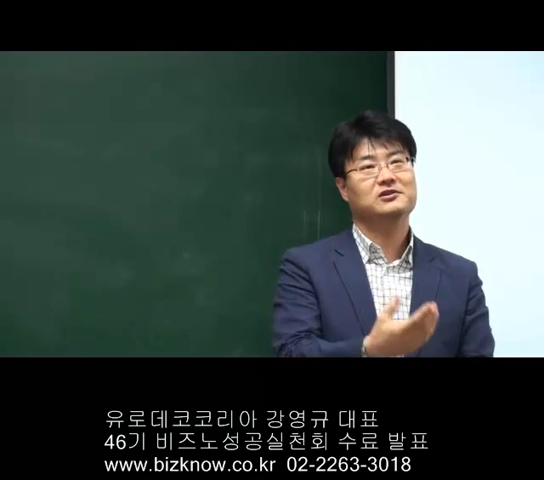 유로데코코리아 강영규 대표
46기 비즈노성공실천회 수료 발표
www.bizknow.co.kr  02-2263-3018